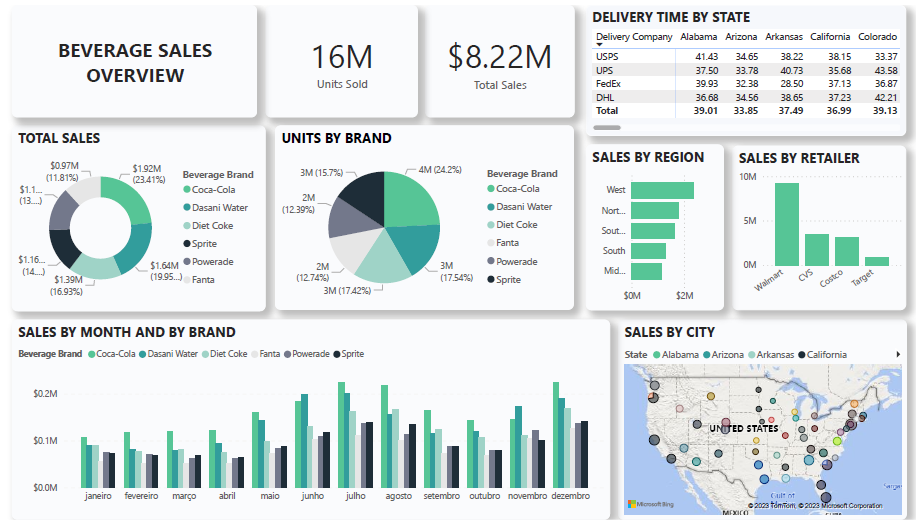 BEVERAGE SALES
OVERVIEW
16M
Units Sold
$8.22M
Total Sales
DELIVERY TIME BY STATE
Delivery Company Alabama Arizona Arkansas California Colorado
USPS 41.43 34.65 38.22 38.15 33.37
UPS 37.50 33.78 40.73 35.68 43.58
FedEx 39.93 32.38 28.50 37.13 36.87
DHL 36.68 34.56 38.65 37.23 42.21
Total 39.01 33.85 37.49 36.99 39.13
TOTAL SALES
$0.97M
(11.81%)
$1.92M
(23.41%)
$1.1...
(13....)
$1.16...
(14....)
$1.39M
(16.93%)
$1.64M
(19.95...)
Beverage Brand
Coca-Cola
Dasani Water
Diet Coke
Sprite
Powerade
Fanta
UNITS BY BRAND
3M (15.7%)
4M (24.2%)
2M
(12.39%)
2M
(12.74%)
3M (17.42%)
3M
(17.54%)
Beverage Brand
Coca-Cola
Dasani Water
Diet Coke
Fanta
Powerade
Sprite
SALES BY REGION
West
Nort...
Sout...
South
Mid...
$0M $2M
SALES BY RETAILER
10M
5M
0M
Walmart
CVS
Costco
Target
SALES BY MONTH AND BY BRAND
Beverage Brand Coca-Cola Dasani Water Diet Coke Fanta Powerade Sprite
$0.2M
$0.1M
$0.0M
janeiro fevereiro março abril maio junho julho agosto setembro outubro novembro dezembro
SALES BY CITY
State Alabama Arizona Arkansas California
UNITED STATES
Gulf of
MEXICO
Microsoft Bing
© 2023 TomTom, © 2023 Microsoft Corporation